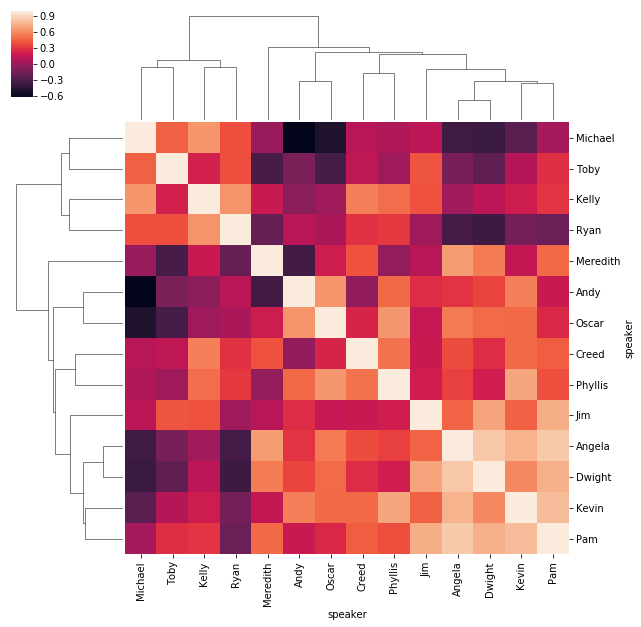 0.9
0.6
0.3
0.0
−0.3
−0.6
Michael
Toby
Kelly
Ryan
Meredith
Andy
Oscar
Creed
Phyllis
Jim
Angela
Dwight
Kevin
Pam
speaker
Michael
Toby
Kelly
Ryan
Meredith
Andy
Oscar
Creed
Phyllis
Jim
Angela
Dwight
Kevin
Pam
speaker